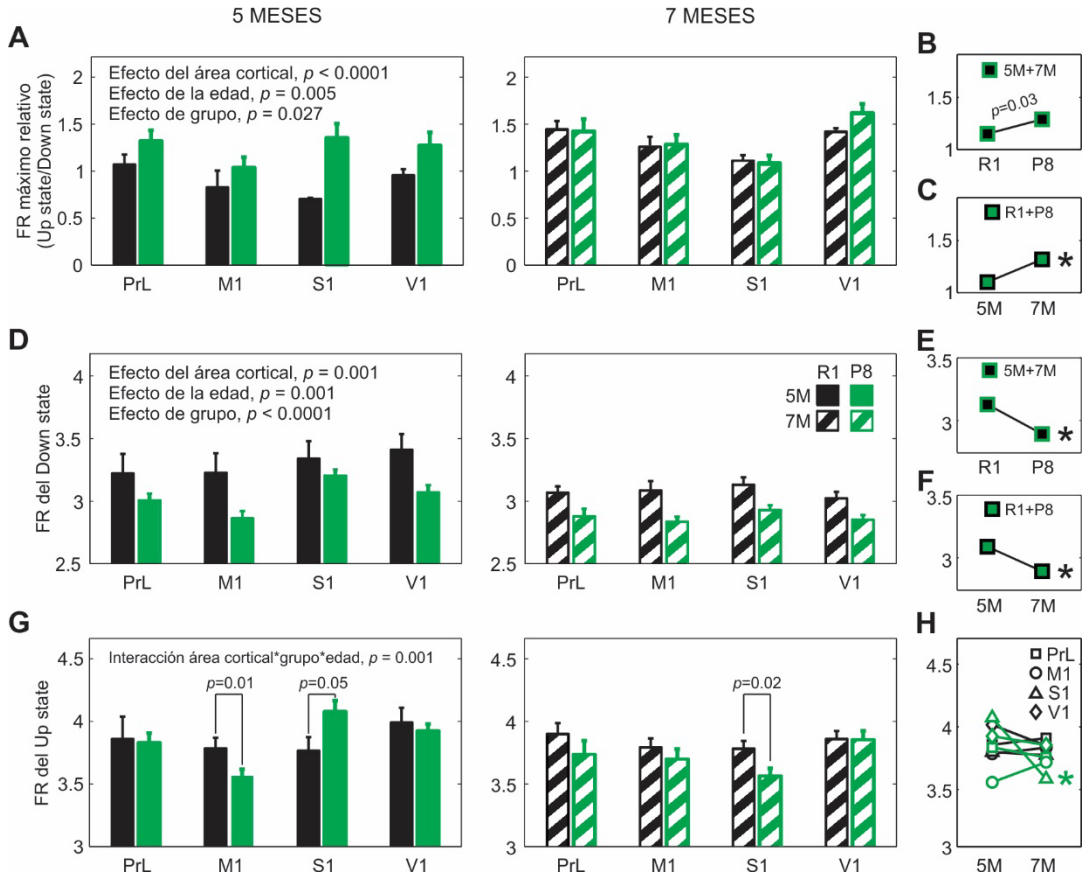 5 MESES
7 MESES
A
FR máximo relativo
(Up state/Down state)
2
1.5
1
0.5
0
Efecto del área cortical, p < 0.0001
Efecto de la edad, p = 0.005
Efecto de grupo, p = 0.027
PrL M1 S1 V1
2
1.5
1
0.5
0
PrL M1 S1 V1
B
5M+7M
1.5
p=0.03
1
R1 P8
C
R1+P8
1.5
*
1
5M 7M
D
FR del Down state
4
3.5
3
2.5
Efecto del área cortical, p = 0.001
Efecto de la edad, p = 0.001
Efecto de grupo, p < 0.0001
PrL M1 S1 V1
4
3.5
3
2.5
R1 P8
5M
7M
PrL M1 S1 V1
E
3.5
5M+7M
3
*
R1 P8
F
3.5
R1+P8
3
*
5M 7M
G
FR del Up state
4.5
4
3.5
3
Interacción área cortical*grupo*edad, p = 0.001
p=0.01
p=0.05
PrL M1 S1 V1
4.5
4
3.5
3
p=0.02
PrL M1 S1 V1
H
4.5
4
3.5
3
PrL
M1
S1
V1
*
5M 7M